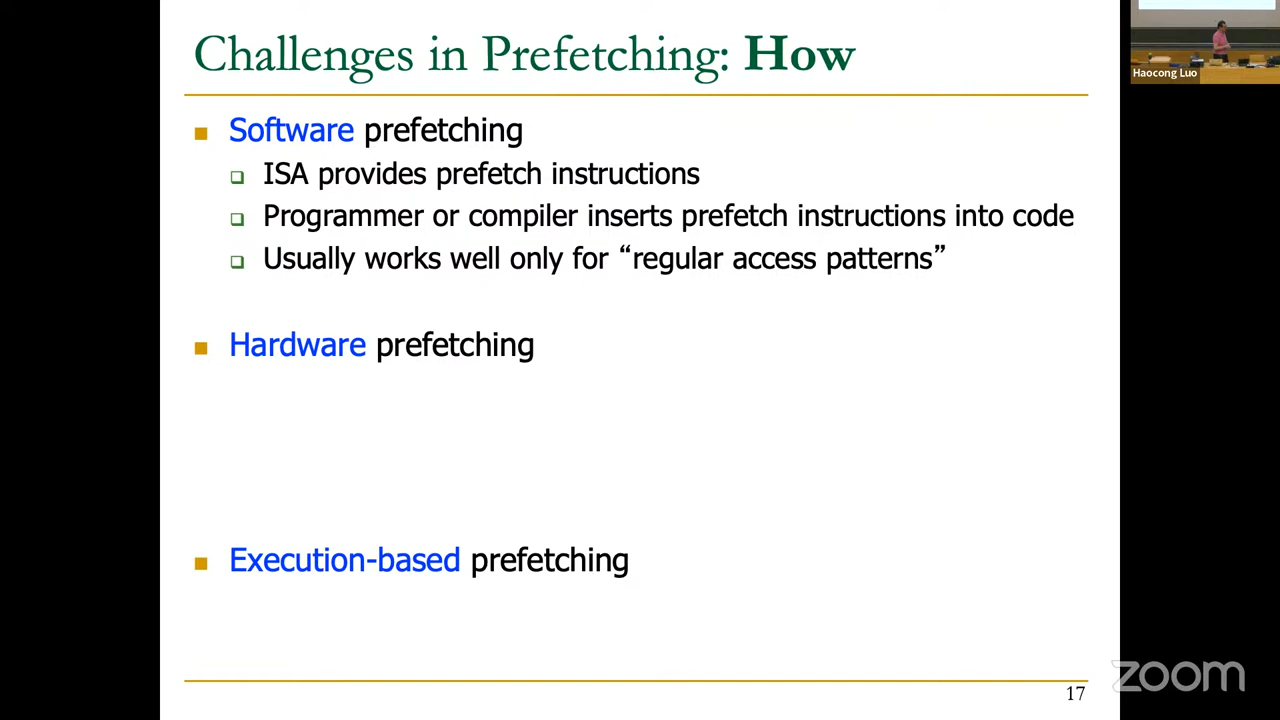 Challenges in Prefetching: How
Software prefetching
ISA provides prefetch instructions
Programmer or compiler inserts prefetch instructions into code
Usually works well only for “regular access patterns”
Hardware prefetching
Execution-based prefetching
17
Haocong Luo
zoom